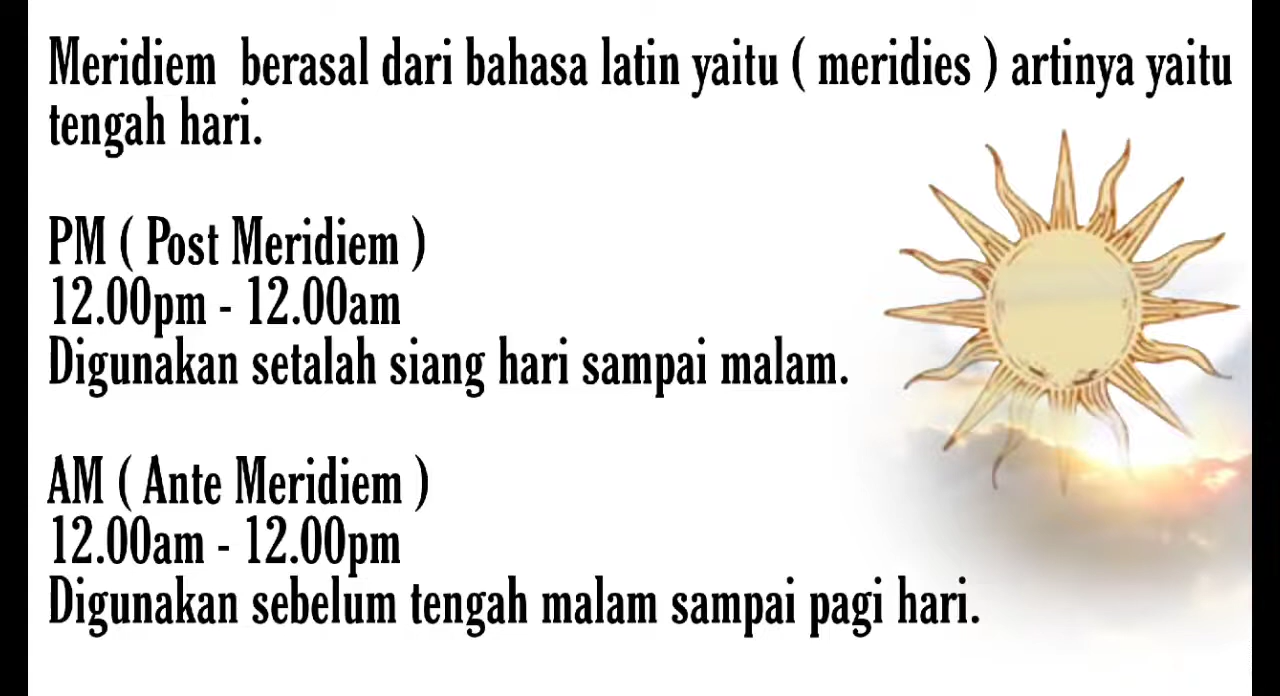 Meridiem berasal dari bahasa latin yaitu ( meridies ) artinya yaitu
tengah hari.
PM ( Post Meridiem )
12.00pm - 12.00am
Digunakan setalah siang hari sampai malam.
AM ( Ante Meridiem )
12.00am - 12.00pm
Digunakan sebelum tengah malam sampai pagi hari.